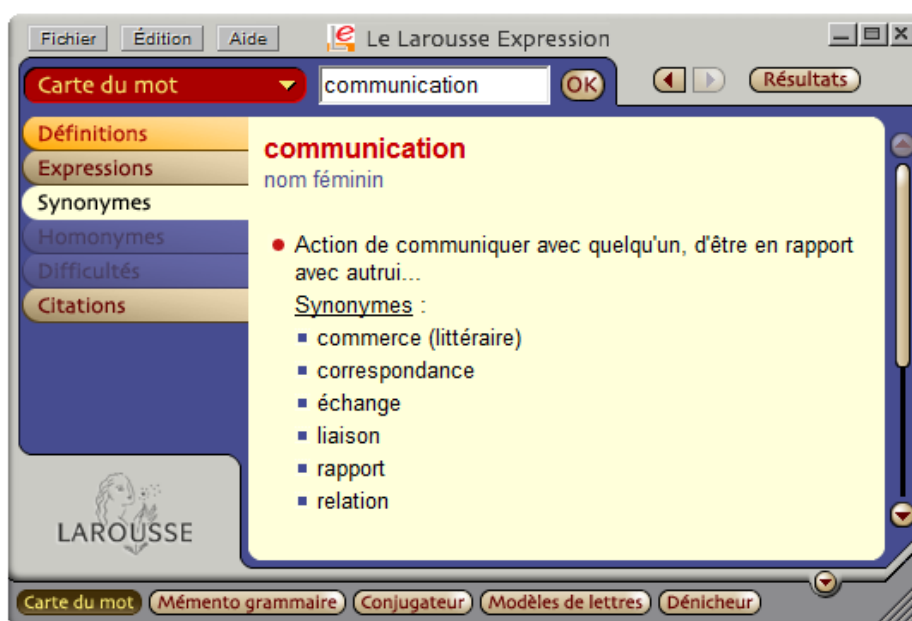 Fichier Édition Aide Le Larousse Expression
Carte du mot communication OK Résultats
Définitions
Expressions
Synonymes
Homonymes
Difficultés
Citations
communication
nom féminin
Action de communiquer avec quelqu'un, d'être en rapport
avec autrui...
Synonymes :
commerce (littéraire)
correspondance
échange
liaison
rapport
relation
LAROUSSE
Carte du mot Mémento grammaire Conjugateur Modèles de lettres Dénicheur